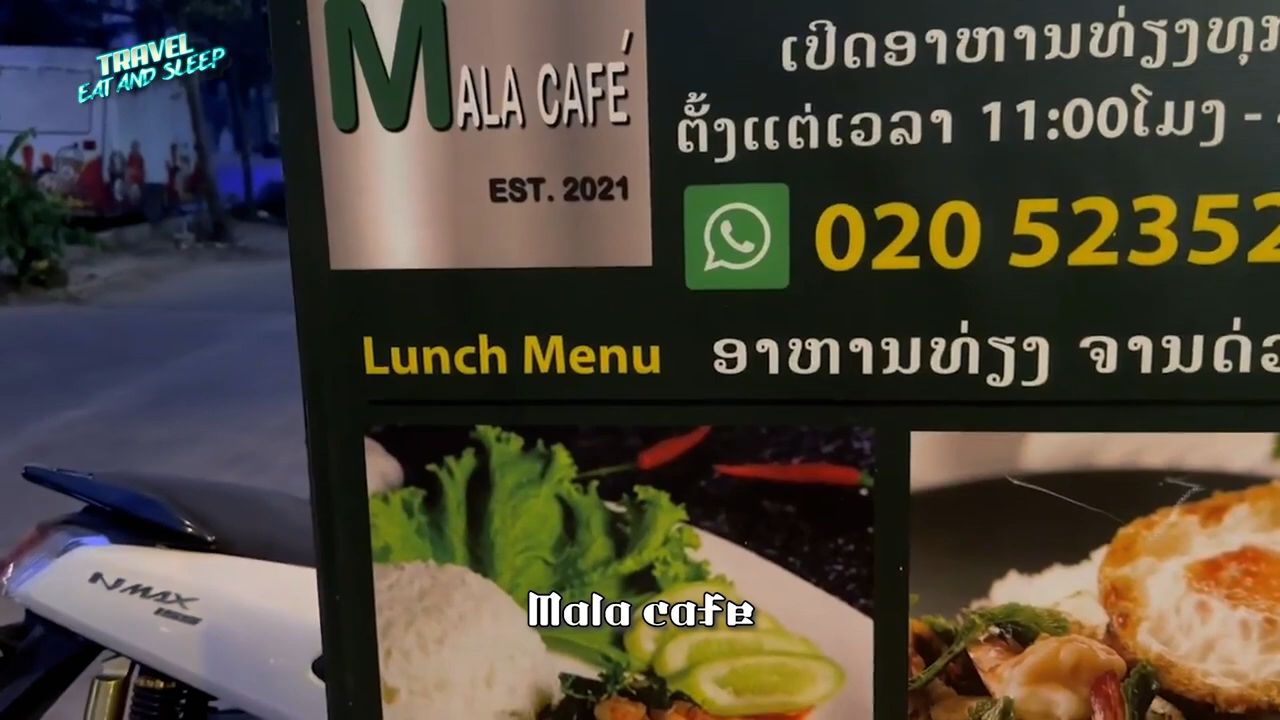 TRAVEL
EAT AND SLEEP
MALA CAFÉ
EST. 2021
ເປີດອາຫານທ່ຽງທຸກ
ຕັ້ງແຕ່ເວລາ 11:00ໂມງ -
020 52352
Lunch Menu ອາຫານທ່ຽງ ຈານດ່ວ
NMAX
155
Mala cafe